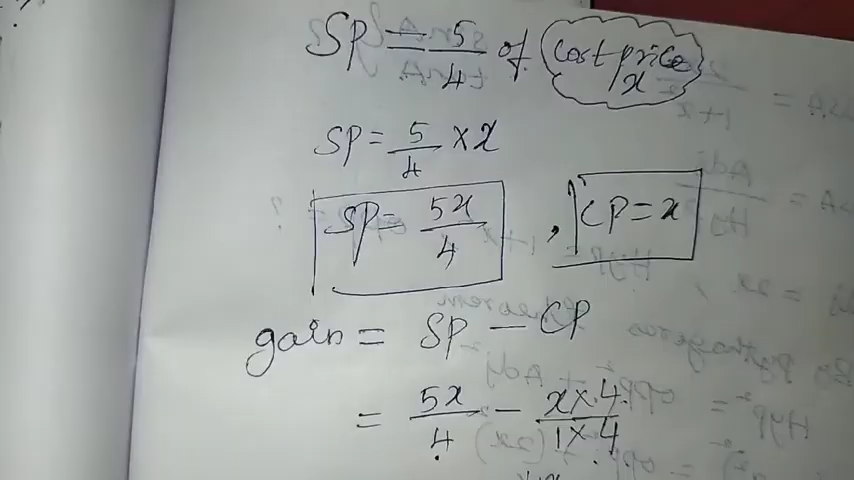 SP = 5/4 of cost price x
SP = 5/4 × x
SP = 5x/4 , CP = x
gain = SP - CP
= 5x/4 - x×4/1×4